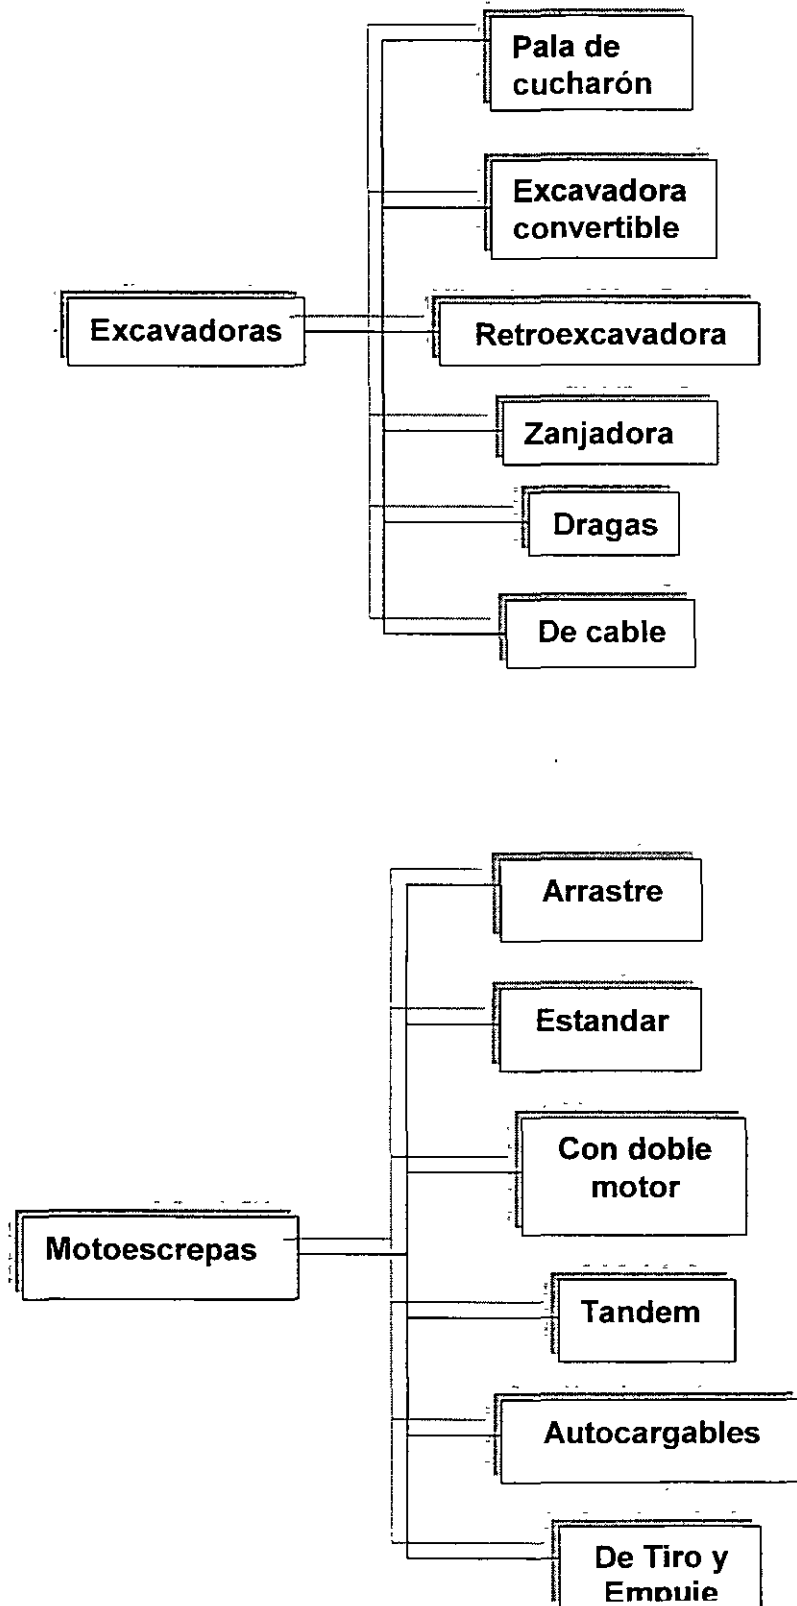 Pala de
cucharón
Excavadora
convertible
Excavadoras
Retroexcavadora
Zanjadora
Dragas
De cable
Arrastre
Estandar
Con doble
motor
Motoescrepas
Tandem
Autocargables
De Tiro y
Empuje